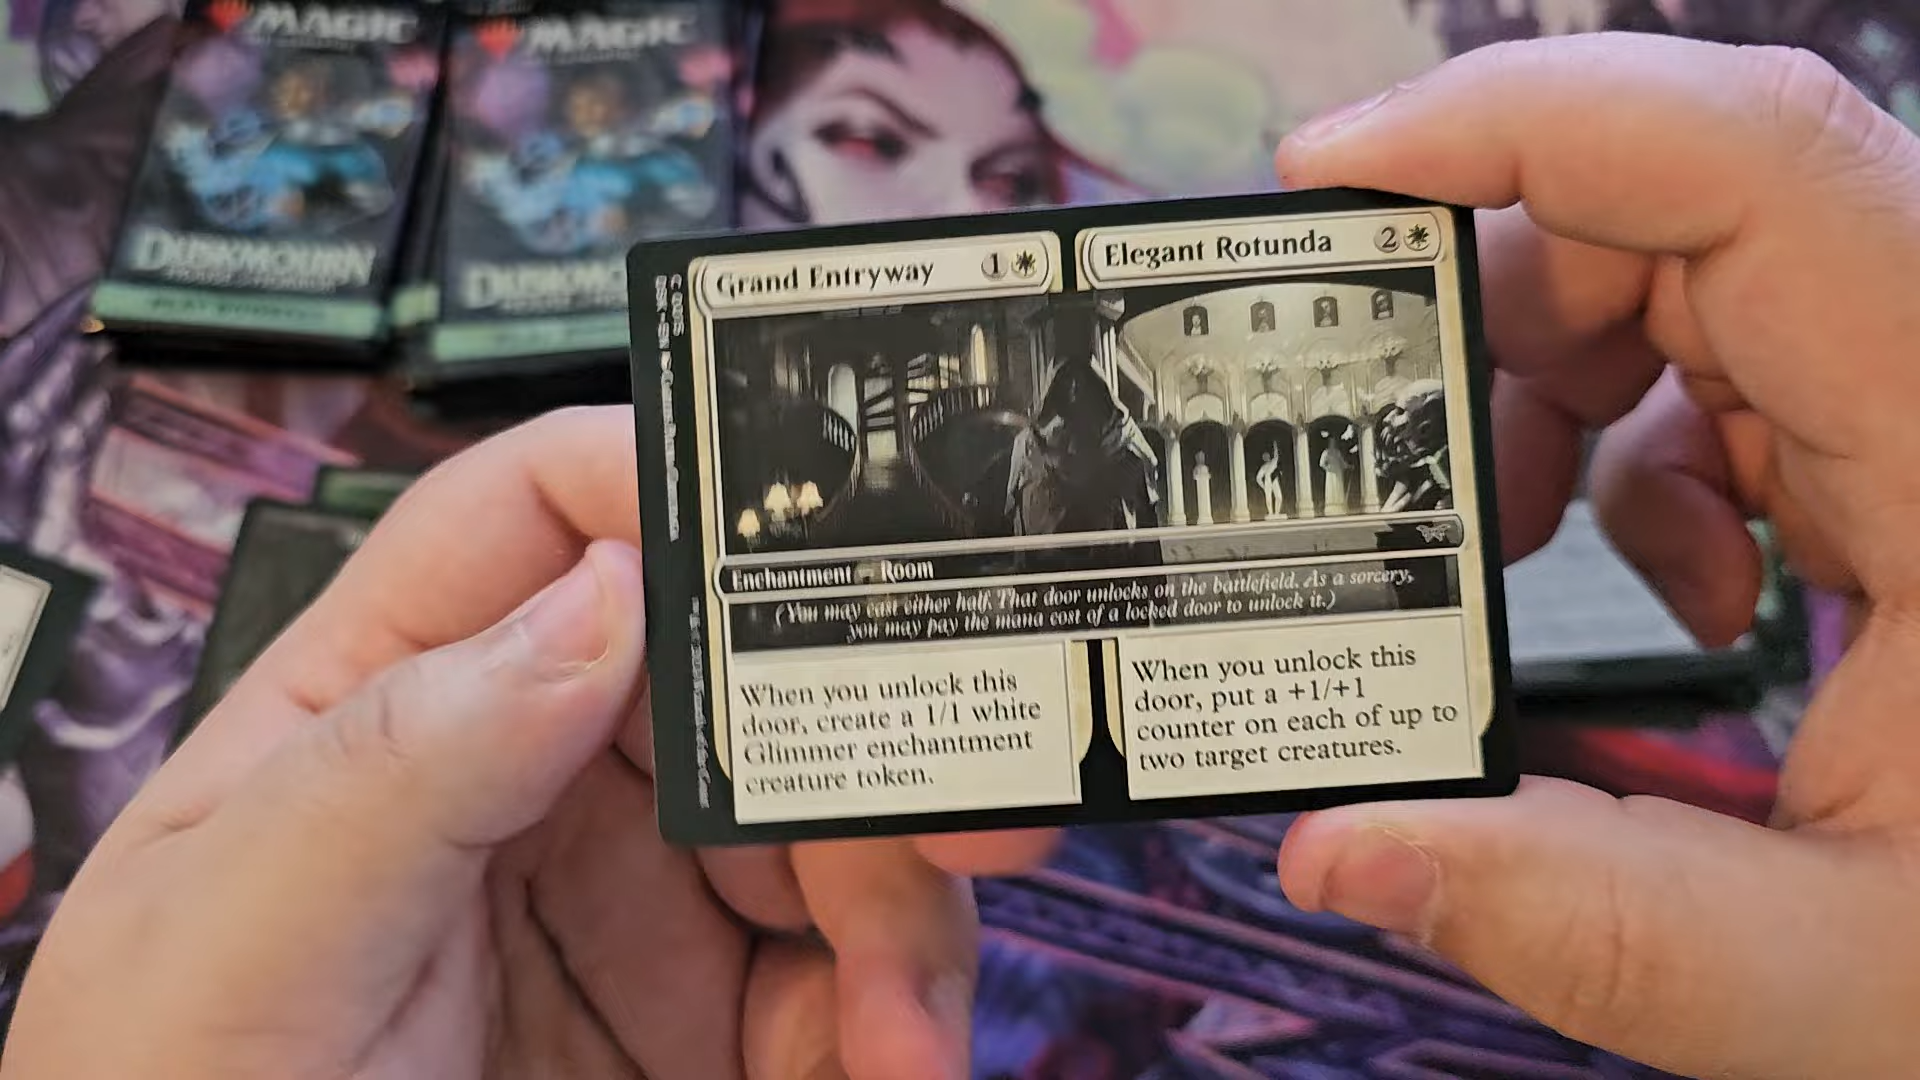 MAGIC
MAGIC
DUSKMOURN
DUSKMO
Grand Entryway 1
Elegant Rotunda 2
Enchantment – Room
(You may cast either half. That door unlocks on the battlefield. As a sorcery,
you may pay the mana cost of a locked door to unlock it.)
When you unlock this
door, create a 1/1 white
Glimmer enchantment
creature token.
When you unlock this
door, put a +1/+1
counter on each of up to
two target creatures.